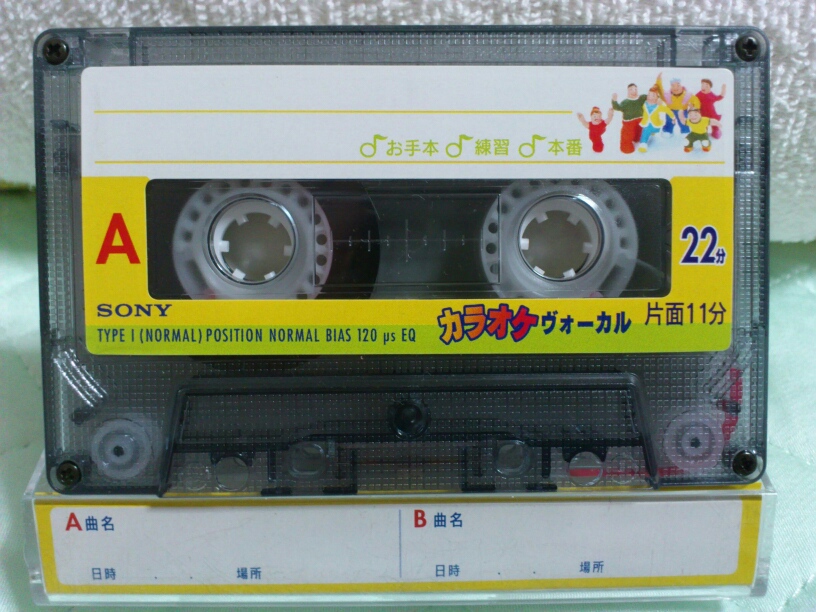 お手本 練習 本番
A
22分
SONY
カラオケヴォーカル 片面11分
TYPE I (NORMAL) POSITION NORMAL BIAS 120 μs EQ
A 曲名
B 曲名
日時 . . 場所
日時 . . 場所